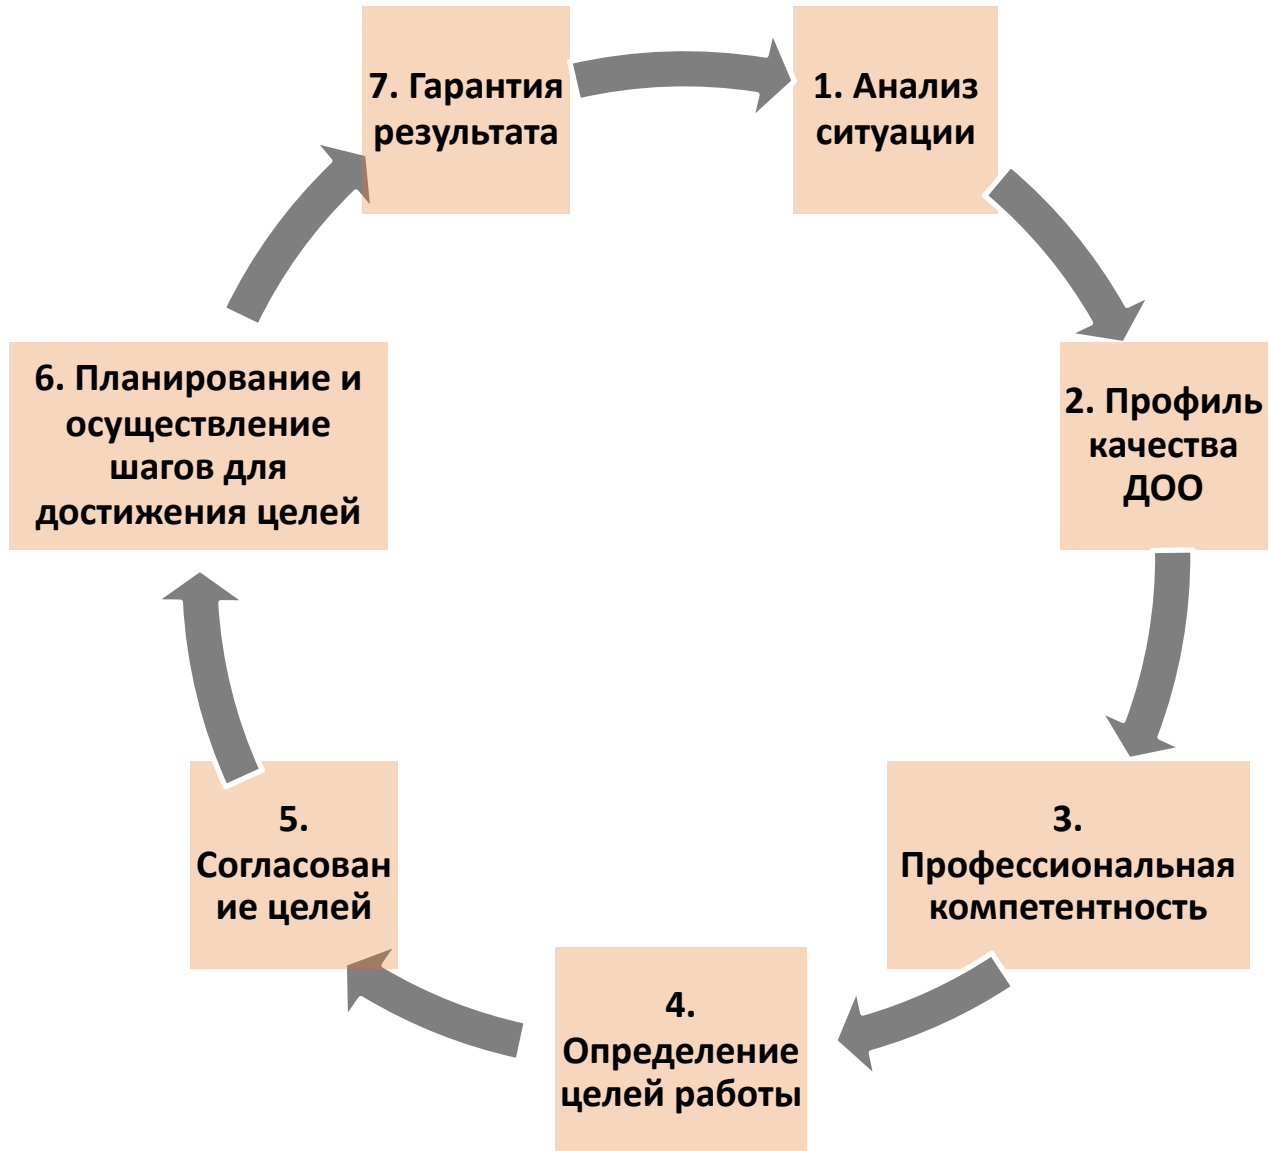 1. Анализ
ситуации
2. Профиль
качества
ДОО
3.
Профессиональная
компетентность
4.
Определение
целей работы
5.
Согласован
ие целей
6. Планирование и
осуществление
шагов для
достижения целей
7. Гарантия
результата